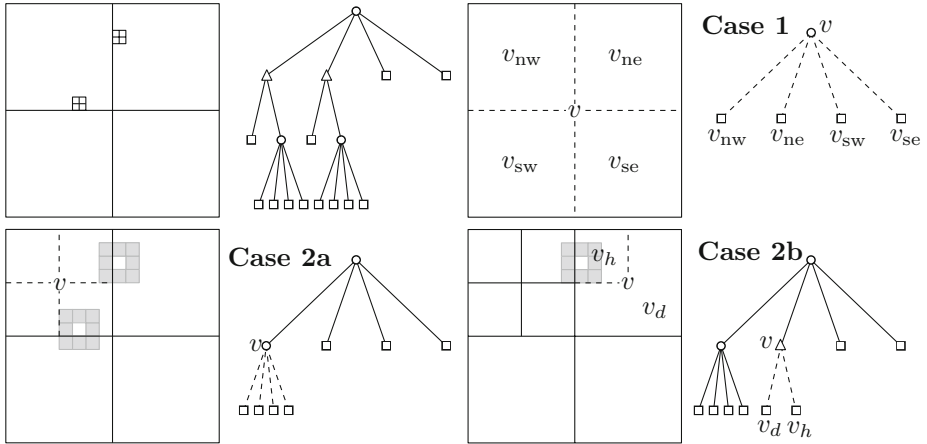 v_nw v_ne
v
v_sw v_se
Case 1 v
v_nw v_ne v_sw v_se
v
Case 2a
v
v_h
v
v_d
Case 2b
v
v_d v_h